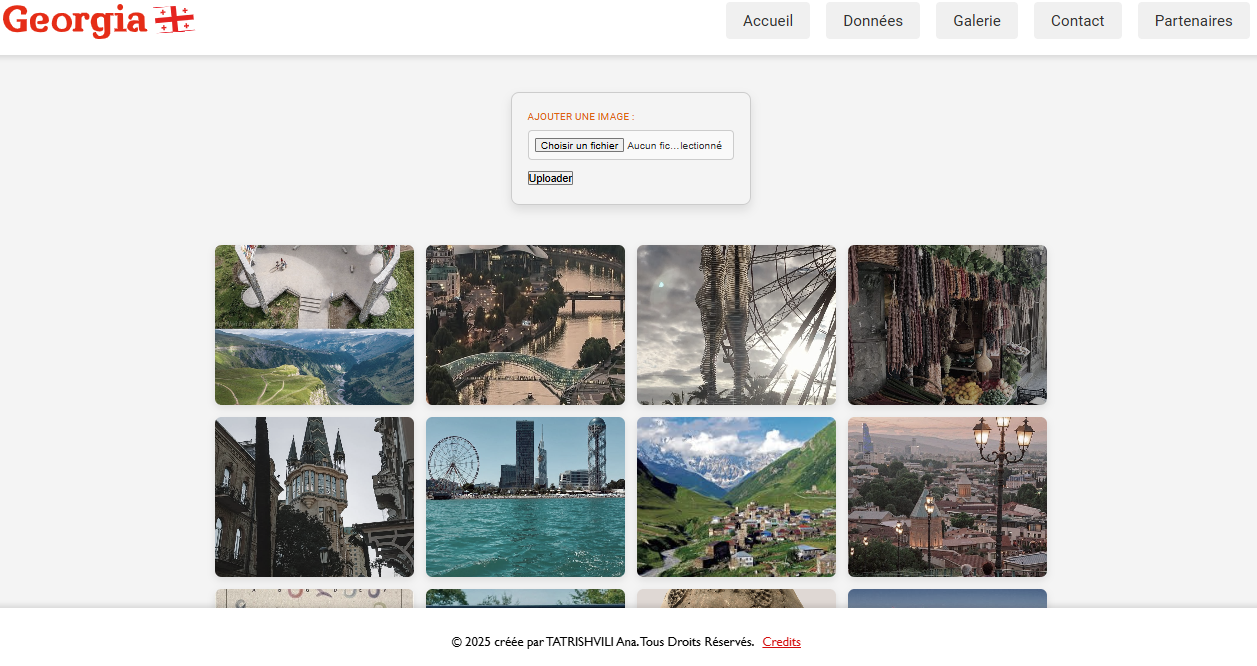 Georgia
Accueil Données Galerie Contact Partenaires
AJOUTER UNE IMAGE :
Choisir un fichier Aucun fic...lectionné
Uploader
© 2025 créée par TATRISHVILI Ana.Tous Droits Réservés. Credits